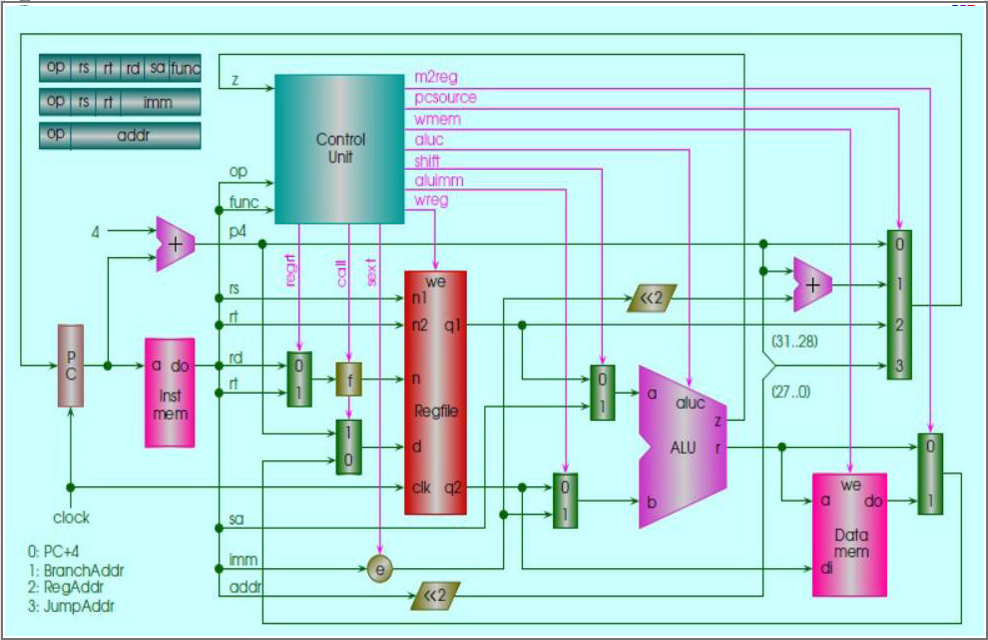 op rs rt rd sa func
op rs rt imm
op addr
z
Control
Unit
m2reg
pcsource
wmem
aluc
shift
aluimm
wreg
op
func
4
+
p4
regrt
call
sext
0
1
2
3
+
rs
rt
we
n1
n2 q1
<<2
(31..28)
(27..0)
P
C
a do
Inst
mem
rd
rt
0
1
f
n
Regfile
0
1
a
aluc
z
ALU
r
b
1
0
d
clk q2
0
1
0
1
we
a do
Data
mem
di
clock
sa
imm
e
addr
<<2
0: PC+4
1: BranchAddr
2: RegAddr
3: JumpAddr